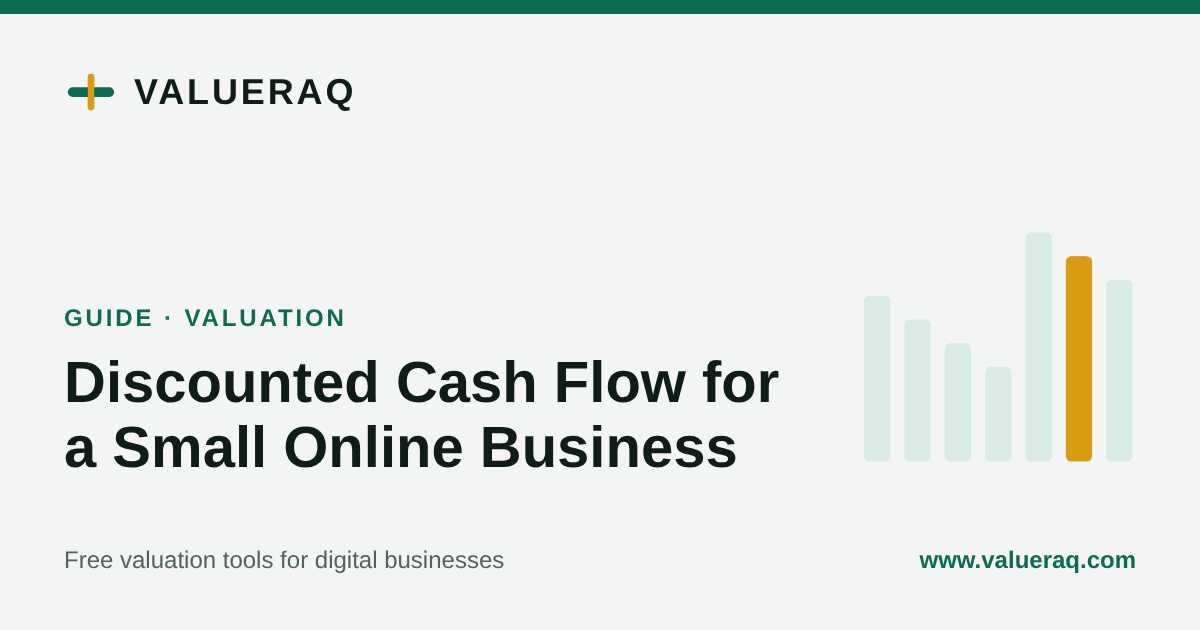 VALUERAQ
GUIDE · VALUATION
Discounted Cash Flow for
a Small Online Business
Free valuation tools for digital businesses
www.valueraq.com